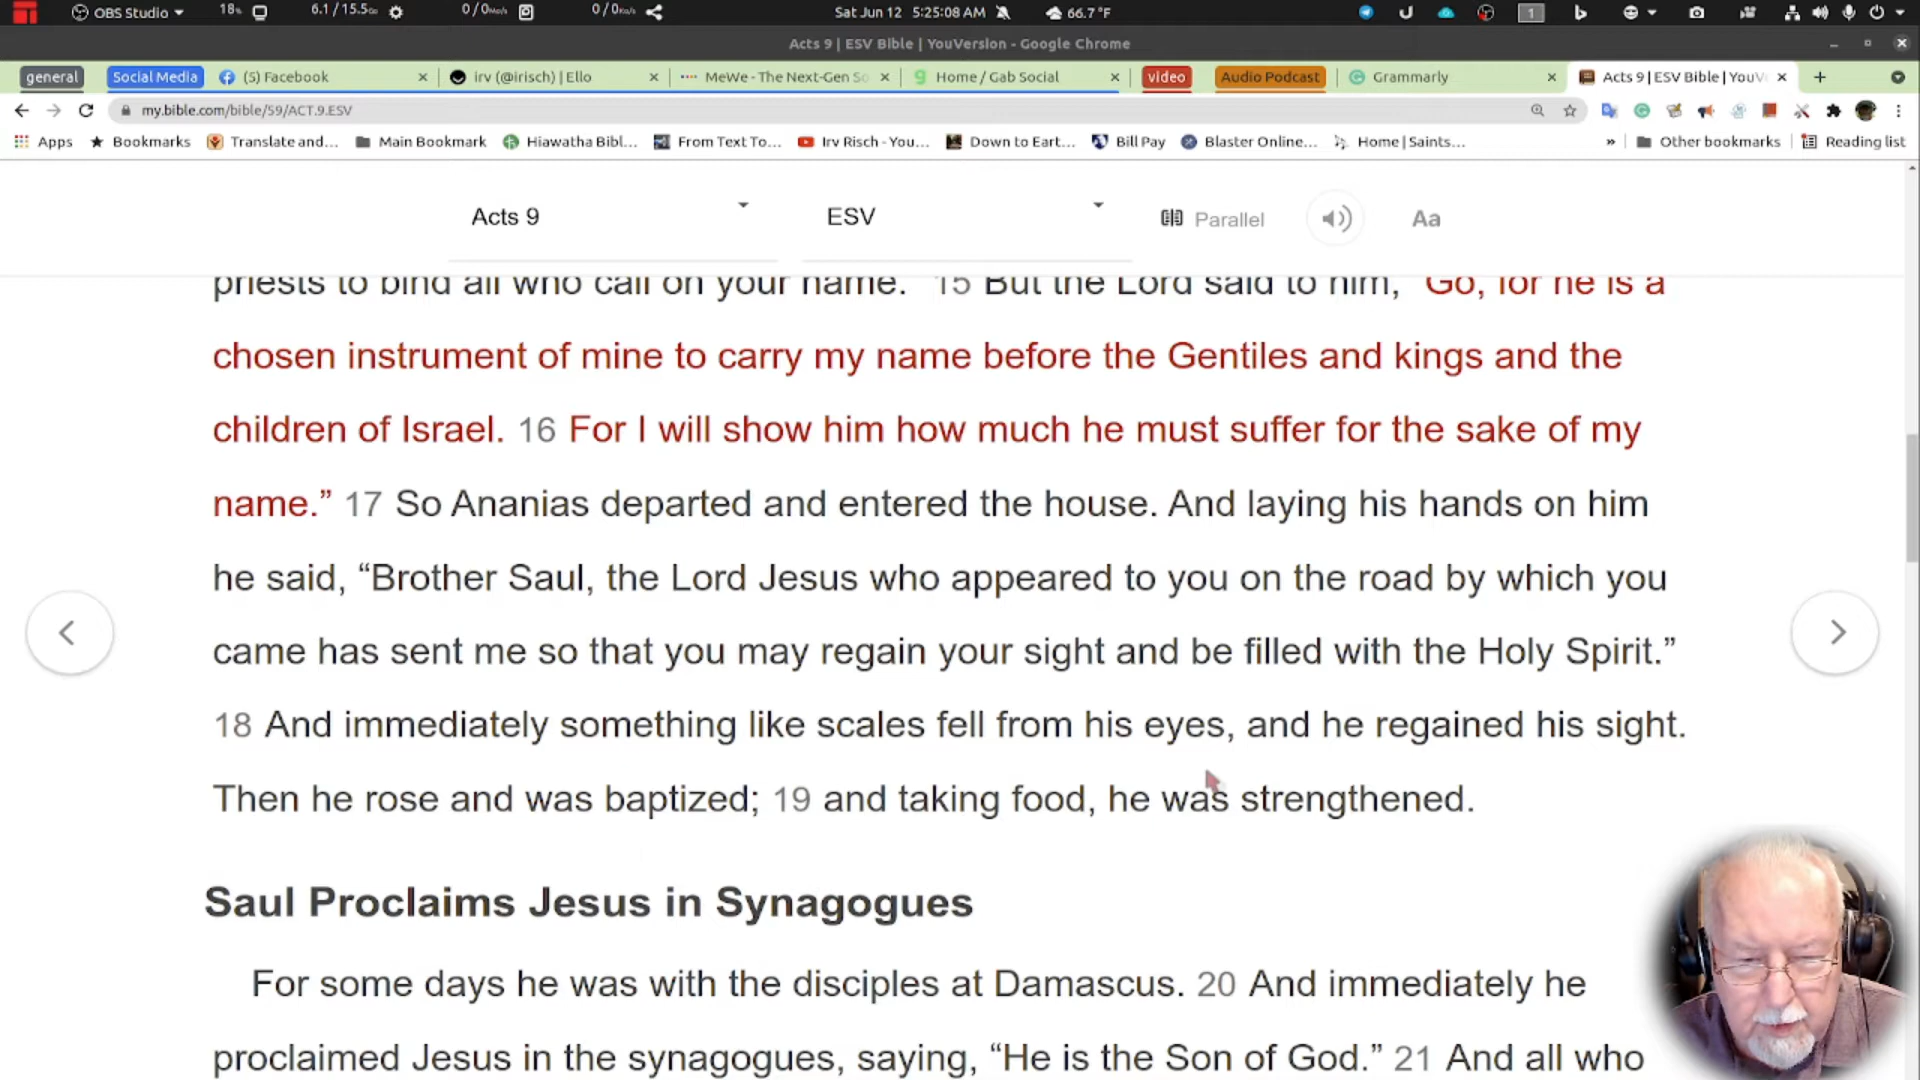 OBS Studio 18% 6.1 / 15.5 0 / 0 0 / 0 Sat Jun 12 5:25:08 AM 66.7 °F 1
Acts 9 | ESV Bible | YouVersion - Google Chrome
general Social Media (5) Facebook irv (@irisch) | Ello MeWe - The Next-Gen So Home / Gab Social video Audio Podcast Grammarly Acts 9 | ESV Bible | YouV
my.bible.com/bible/59/ACT.9.ESV
Apps Bookmarks Translate and... Main Bookmark Hiawatha Bibl... From Text To... Irv Risch - You... Down to Eart... Bill Pay Blaster Online... Home | Saints... » Other bookmarks Reading list
Acts 9 ESV Parallel Aa
priests to bind all who call on your name.” 15 But the Lord said to him, “Go, for he is a
chosen instrument of mine to carry my name before the Gentiles and kings and the
children of Israel. 16 For I will show him how much he must suffer for the sake of my
name.” 17 So Ananias departed and entered the house. And laying his hands on him
he said, “Brother Saul, the Lord Jesus who appeared to you on the road by which you
came has sent me so that you may regain your sight and be filled with the Holy Spirit.”
18 And immediately something like scales fell from his eyes, and he regained his sight.
Then he rose and was baptized; 19 and taking food, he was strengthened.
Saul Proclaims Jesus in Synagogues
For some days he was with the disciples at Damascus. 20 And immediately he
proclaimed Jesus in the synagogues, saying, “He is the Son of God.” 21 And all who